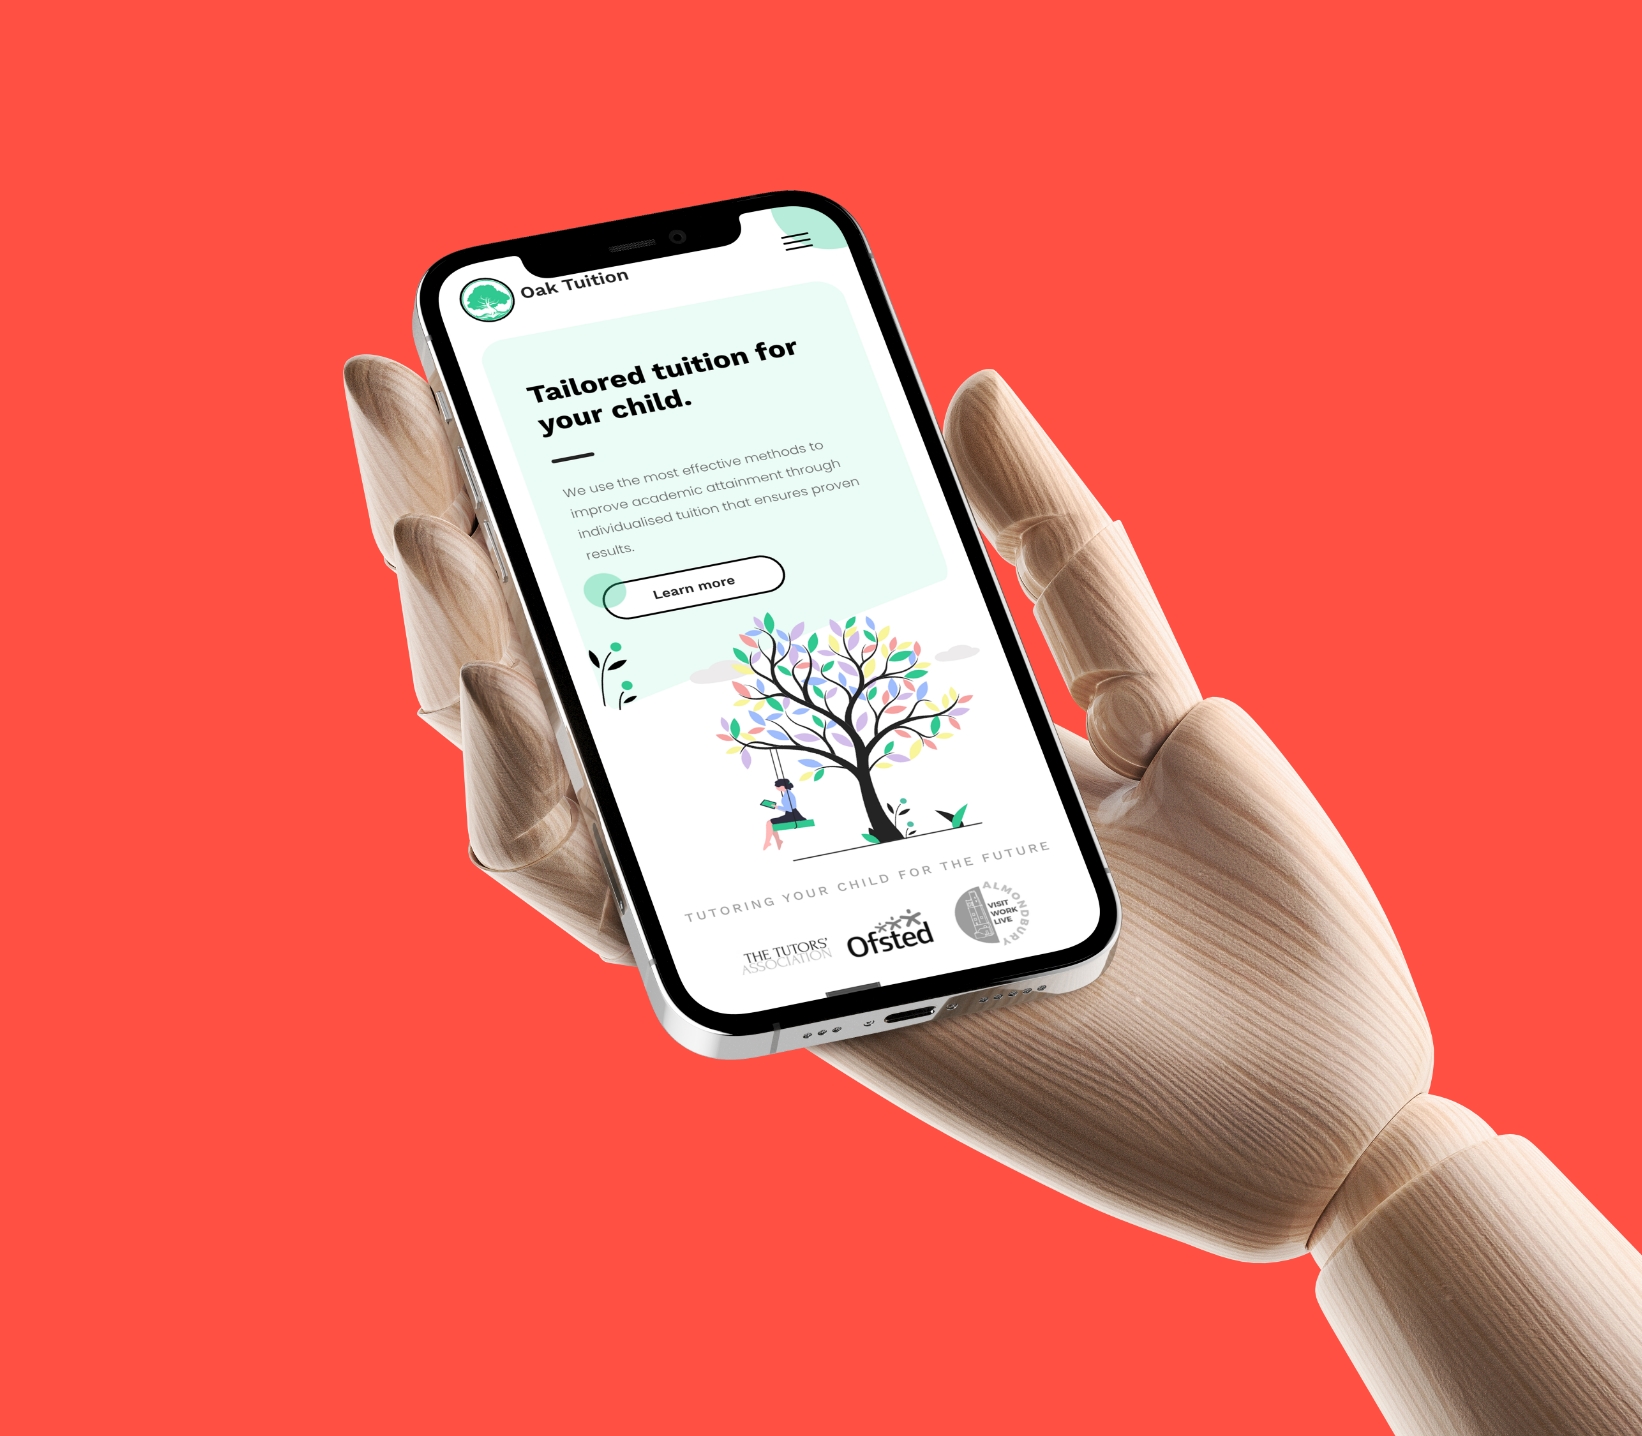 Oak Tuition
Tailored tuition for
your child.
We use the most effective methods to
improve academic attainment through
individualised tuition that ensures proven
results.
Learn more
TUTORING YOUR CHILD FOR THE FUTURE
THE TUTORS'
ASSOCIATION
Ofsted
ALMONDBURY
VISIT
WORK
LIVE